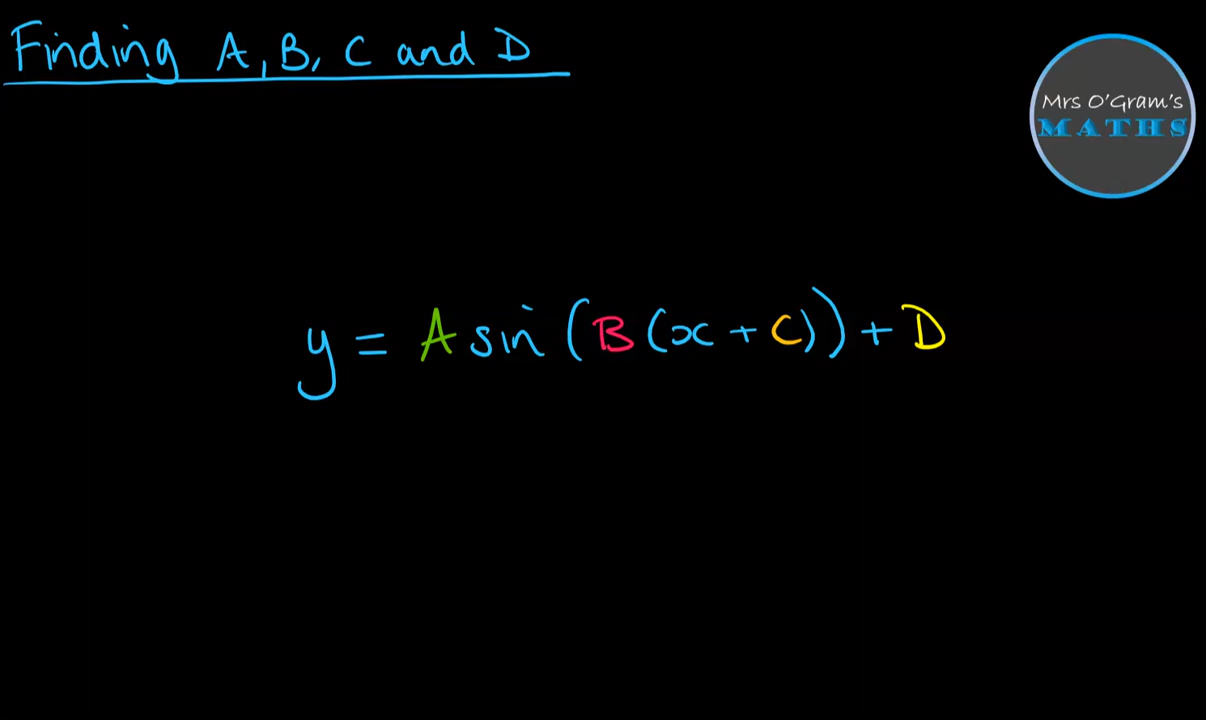 Finding A, B, C and D
Mrs O'Gram's
MATHS
y = A sin (B(x + C)) + D